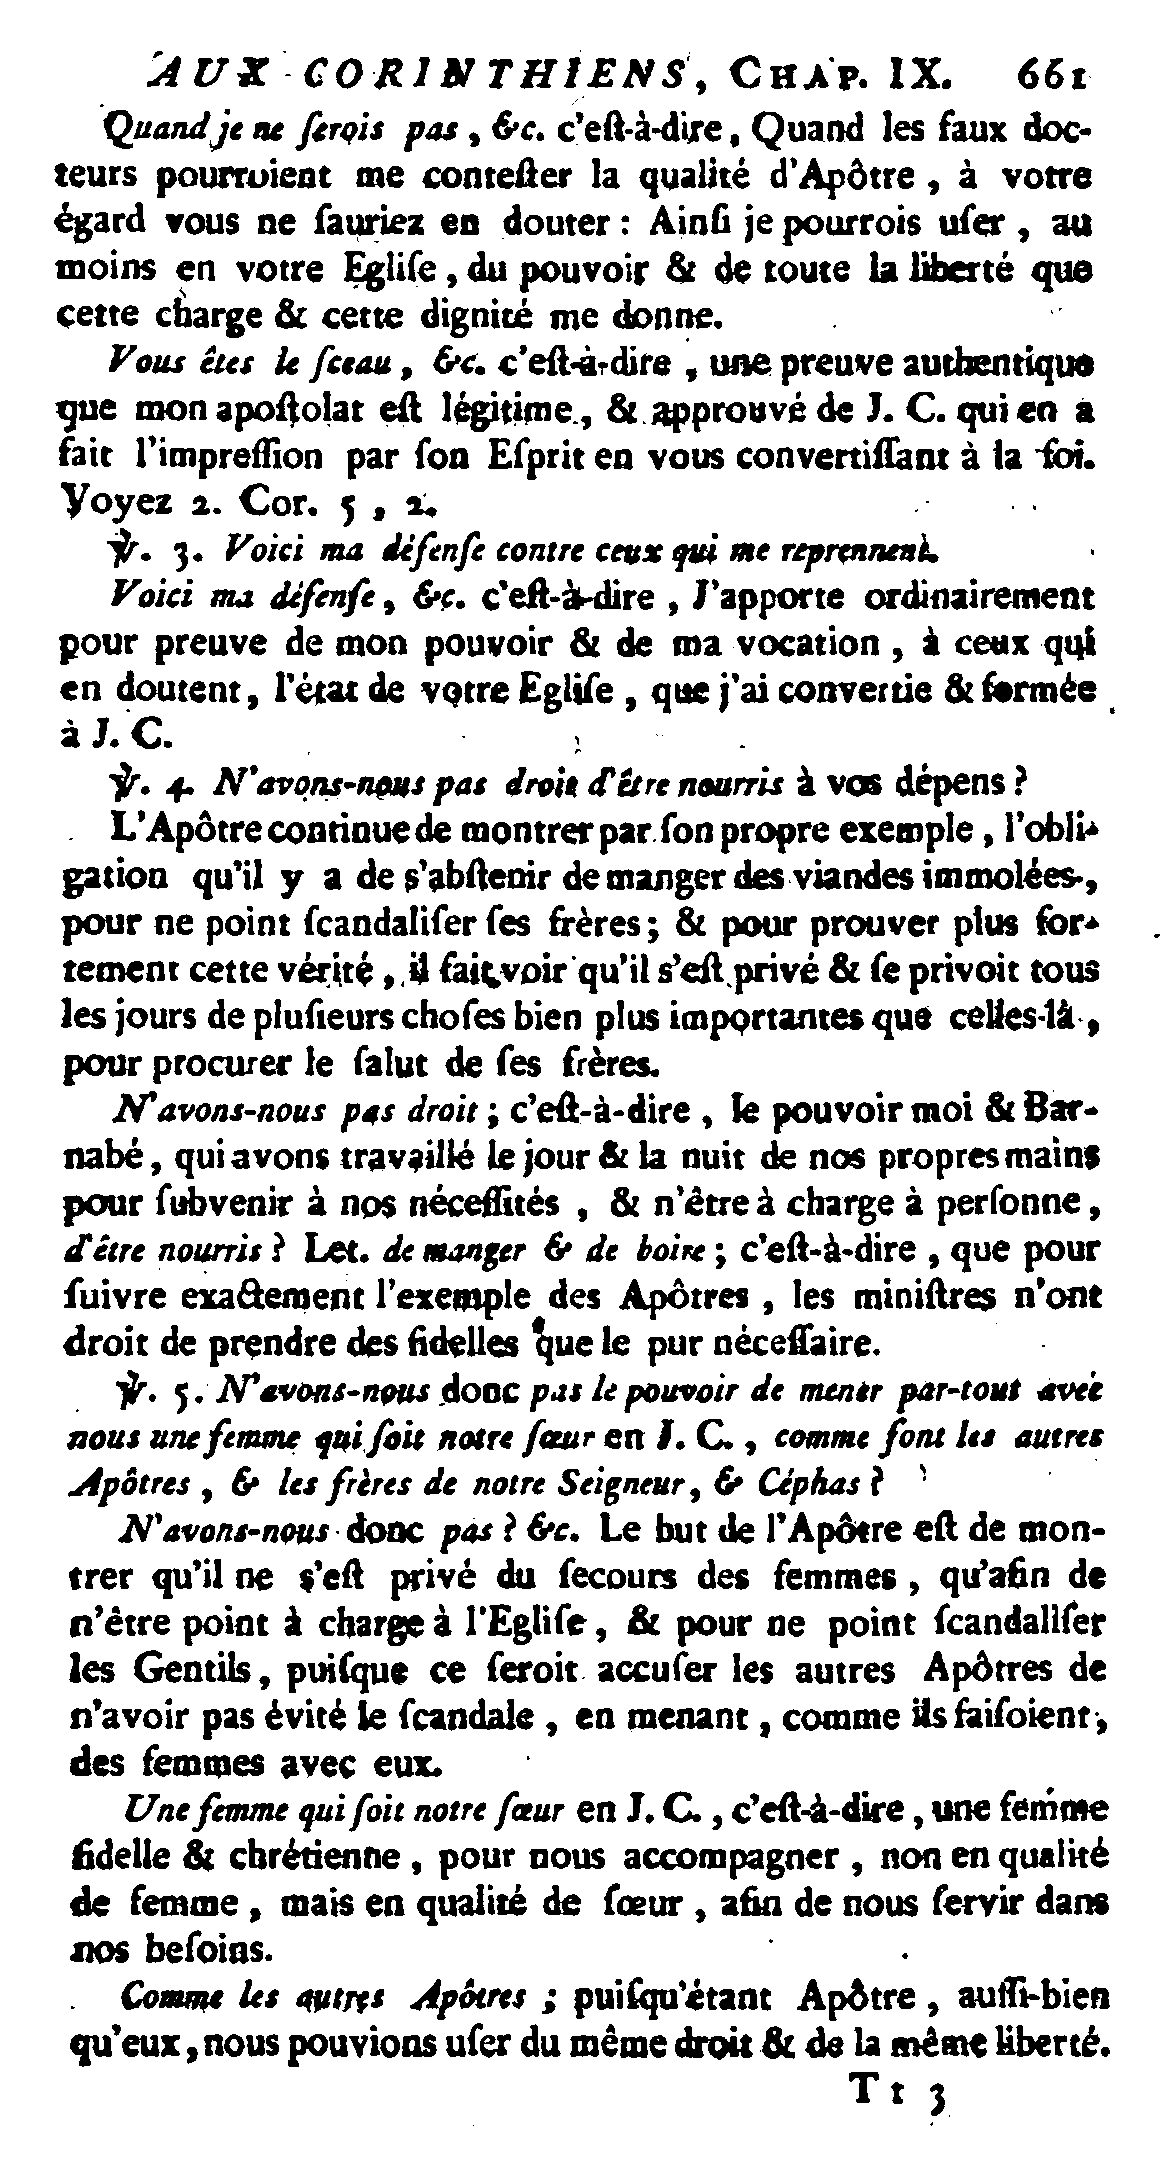 AUX CORINTHIENS, CHAP. IX. 661
Quand je ne ſerois pas, &c. c'eſt-à-dire, Quand les faux doc-
teurs pourroient me conteſter la qualité d'Apôtre, à votre
égard vous ne ſauriez en douter : Ainſi je pourrois uſer, au
moins en votre Egliſe, du pouvoir & de toute la liberté que
cette charge & cette dignité me donne.
Vous êtes le ſceau, &c. c'eſt-à-dire, une preuve authentique
que mon apoſtolat eſt légitime, & approuvé de J. C. qui en a
fait l'impreſſion par ſon Eſprit en vous convertiſſant à la foi.
Voyez 2. Cor. 5, 2.
℣. 3. Voici ma défenſe contre ceux qui me reprennent.
Voici ma défenſe, &c. c'eſt-à-dire, J'apporte ordinairement
pour preuve de mon pouvoir & de ma vocation, à ceux qui
en doutent, l'état de votre Egliſe, que j'ai convertie & formée
à J. C.
℣. 4. N'avons-nous pas droit d'être nourris à vos dépens ?
L'Apôtre continue de montrer par ſon propre exemple, l'obli-
gation qu'il y a de s'abſtenir de manger des viandes immolées,
pour ne point ſcandaliſer ſes frères ; & pour prouver plus for-
tement cette vérité, il fait voir qu'il s'eſt privé & ſe privoit tous
les jours de pluſieurs choſes bien plus importantes que celles-là,
pour procurer le ſalut de ſes frères.
N'avons-nous pas droit ; c'eſt-à-dire, le pouvoir moi & Bar-
nabé, qui avons travaillé le jour & la nuit de nos propres mains
pour ſubvenir à nos néceſſités, & n'être à charge à perſonne,
d'être nourris ? Let. de manger & de boire ; c'eſt-à-dire, que pour
ſuivre exactement l'exemple des Apôtres, les miniſtres n'ont
droit de prendre des fidelles que le pur néceſſaire.
℣. 5. N'avons-nous donc pas le pouvoir de mener par-tout avec
nous une femme qui ſoit notre ſœur en J. C., comme font les autres
Apôtres, & les frères de notre Seigneur, & Céphas ?
N'avons-nous donc pas ? &c. Le but de l'Apôtre eſt de mon-
trer qu'il ne s'eſt privé du ſecours des femmes, qu'afin de
n'être point à charge à l'Egliſe, & pour ne point ſcandaliſer
les Gentils, puiſque ce ſeroit accuſer les autres Apôtres de
n'avoir pas évité le ſcandale, en menant, comme ils faiſoient,
des femmes avec eux.
Une femme qui ſoit notre ſœur en J. C., c'eſt-à-dire, une femme
fidelle & chrétienne, pour nous accompagner, non en qualité
de femme, mais en qualité de ſœur, afin de nous ſervir dans
nos beſoins.
Comme les autres Apôtres ; puiſqu'étant Apôtre, auſſi-bien
qu'eux, nous pouvions uſer du même droit & de la même liberté.
Tt 3